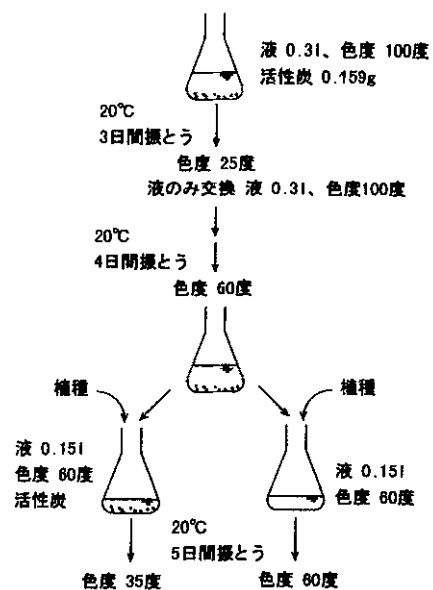 液 0.3l、色度 100度
活性炭 0.159g
20℃
3日間振とう
色度 25度
液のみ交換 液 0.3l、色度100度
20℃
4日間振とう
色度 60度
植種
植種
液 0.15l
色度 60度
活性炭
液 0.15l
色度 60度
20℃
5日間振とう
色度 35度
色度 60度